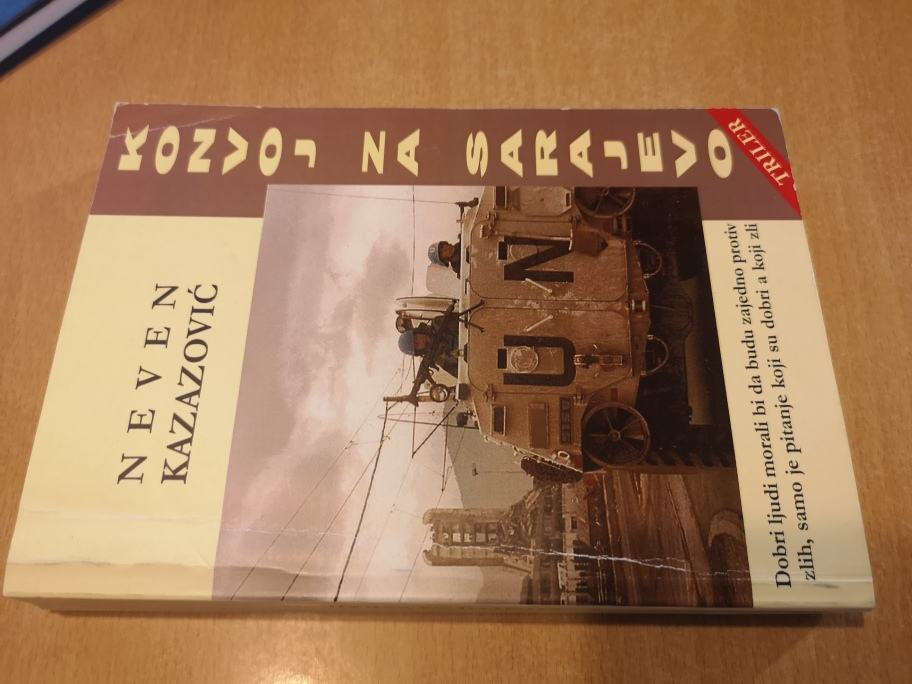 NEVEN
KAZAZOVIĆ
KONVOJ ZA SARAJEVO
TRILER
UN
Dobri ljudi morali bi da budu zajedno protiv
zlih, samo je pitanje koji su dobri a koji zli